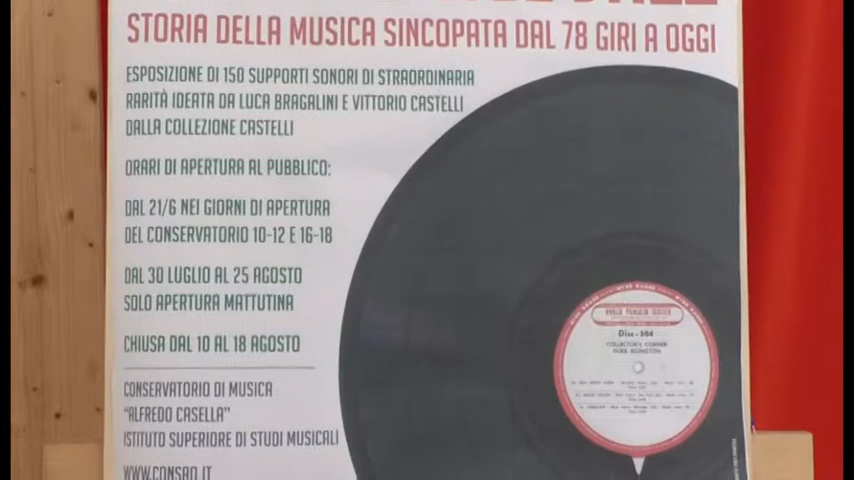 STORIA DELLA MUSICA SINCOPATA DAL 78 GIRI A OGGI
ESPOSIZIONE DI 150 SUPPORTI SONORI DI STRAORDINARIA
RARITÀ IDEATA DA LUCA BRAGALINI E VITTORIO CASTELLI
DALLA COLLEZIONE CASTELLI
ORARI DI APERTURA AL PUBBLICO:
DAL 21/6 NEI GIORNI DI APERTURA
DEL CONSERVATORIO 10-12 E 16-18
DAL 30 LUGLIO AL 25 AGOSTO
SOLO APERTURA MATTUTINA
CHIUSA DAL 10 AL 18 AGOSTO
CONSERVATORIO DI MUSICA
"ALFREDO CASELLA"
ISTITUTO SUPERIORE DI STUDI MUSICALI
WWW.CONSAQ.IT
WORLD PROGRAM SERVICE
Disc-504
COLLECTOR'S CORNER
DUKE ELLINGTON